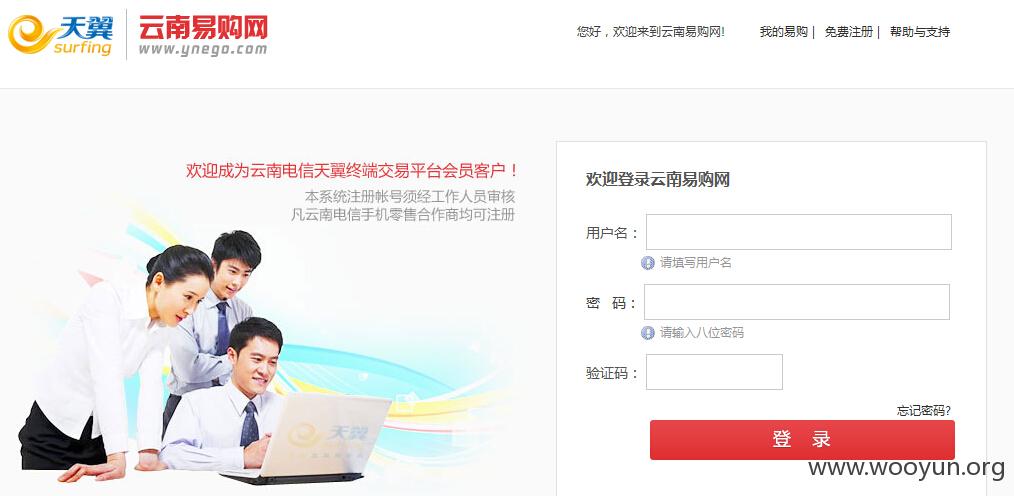 天翼
surfing
云南易购网
www.ynego.com
您好，欢迎来到云南易购网!
我的易购 | 免费注册 | 帮助与支持
欢迎成为云南电信天翼终端交易平台会员客户！
本系统注册帐号须经工作人员审核
凡云南电信手机零售合作商均可注册
天翼
欢迎登录云南易购网
用户名：
请填写用户名
密 码：
请输入八位密码
验证码：
忘记密码?
登 录
www.wooyun.org